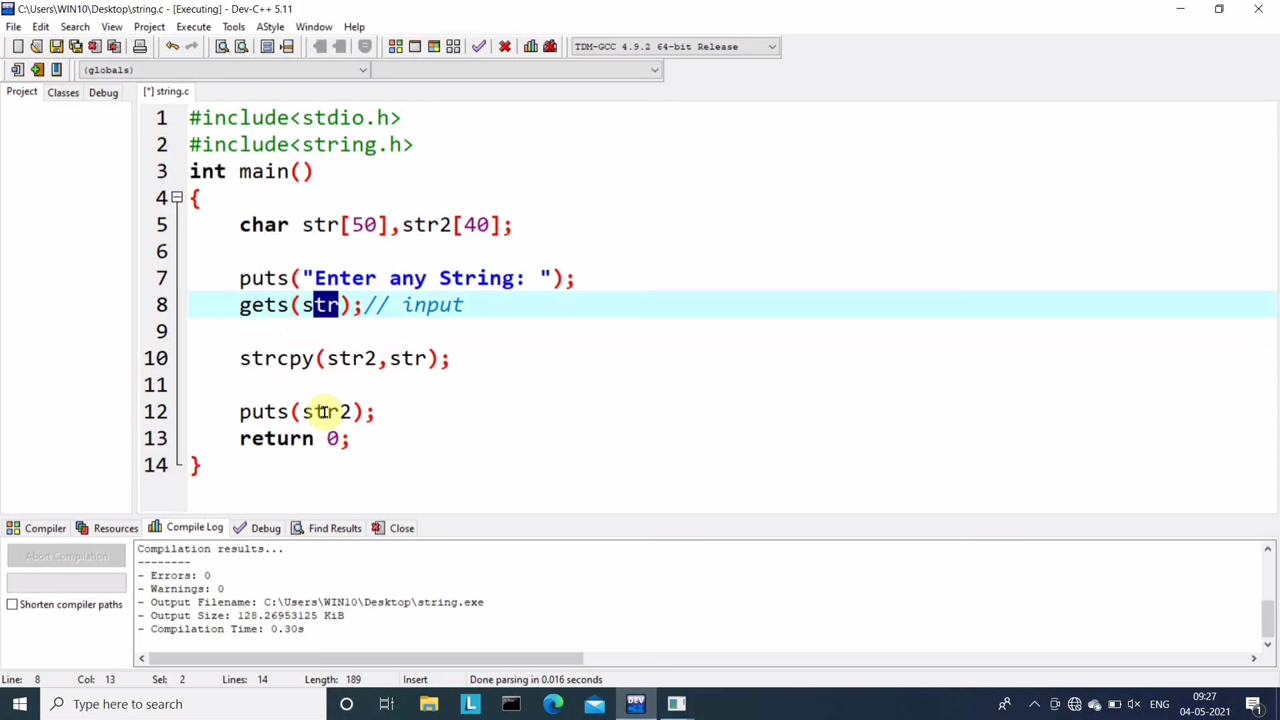 C:\Users\WIN10\Desktop\string.c - [Executing] - Dev-C++ 5.11
File Edit Search View Project Execute Tools AStyle Window Help
TDM-GCC 4.9.2 64-bit Release
(globals)
Project Classes Debug [*] string.c
1 #include<stdio.h>
2 #include<string.h>
3 int main()
4 {
5 char str[50],str2[40];
6
7 puts("Enter any String: ");
8 gets(str);// input
9
10 strcpy(str2,str);
11
12 puts(str2);
13 return 0;
14 }
Compiler Resources Compile Log Debug Find Results Close
Abort Compilation
Shorten compiler paths
Compilation results...
--------
- Errors: 0
- Warnings: 0
- Output Filename: C:\Users\WIN10\Desktop\string.exe
- Output Size: 128.26953125 KiB
- Compilation Time: 0.30s
Line: 8 Col: 13 Sel: 2 Lines: 14 Length: 189 Insert Done parsing in 0.016 seconds
Type here to search
L
DEV
ENG
09:27
04-05-2021
1